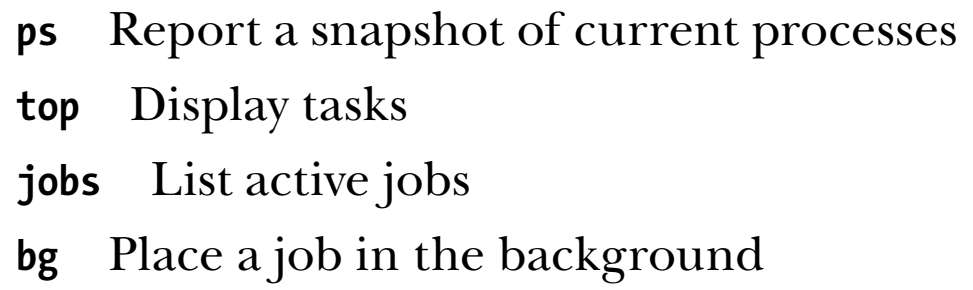 ps Report a snapshot of current processes
top Display tasks
jobs List active jobs
bg Place a job in the background